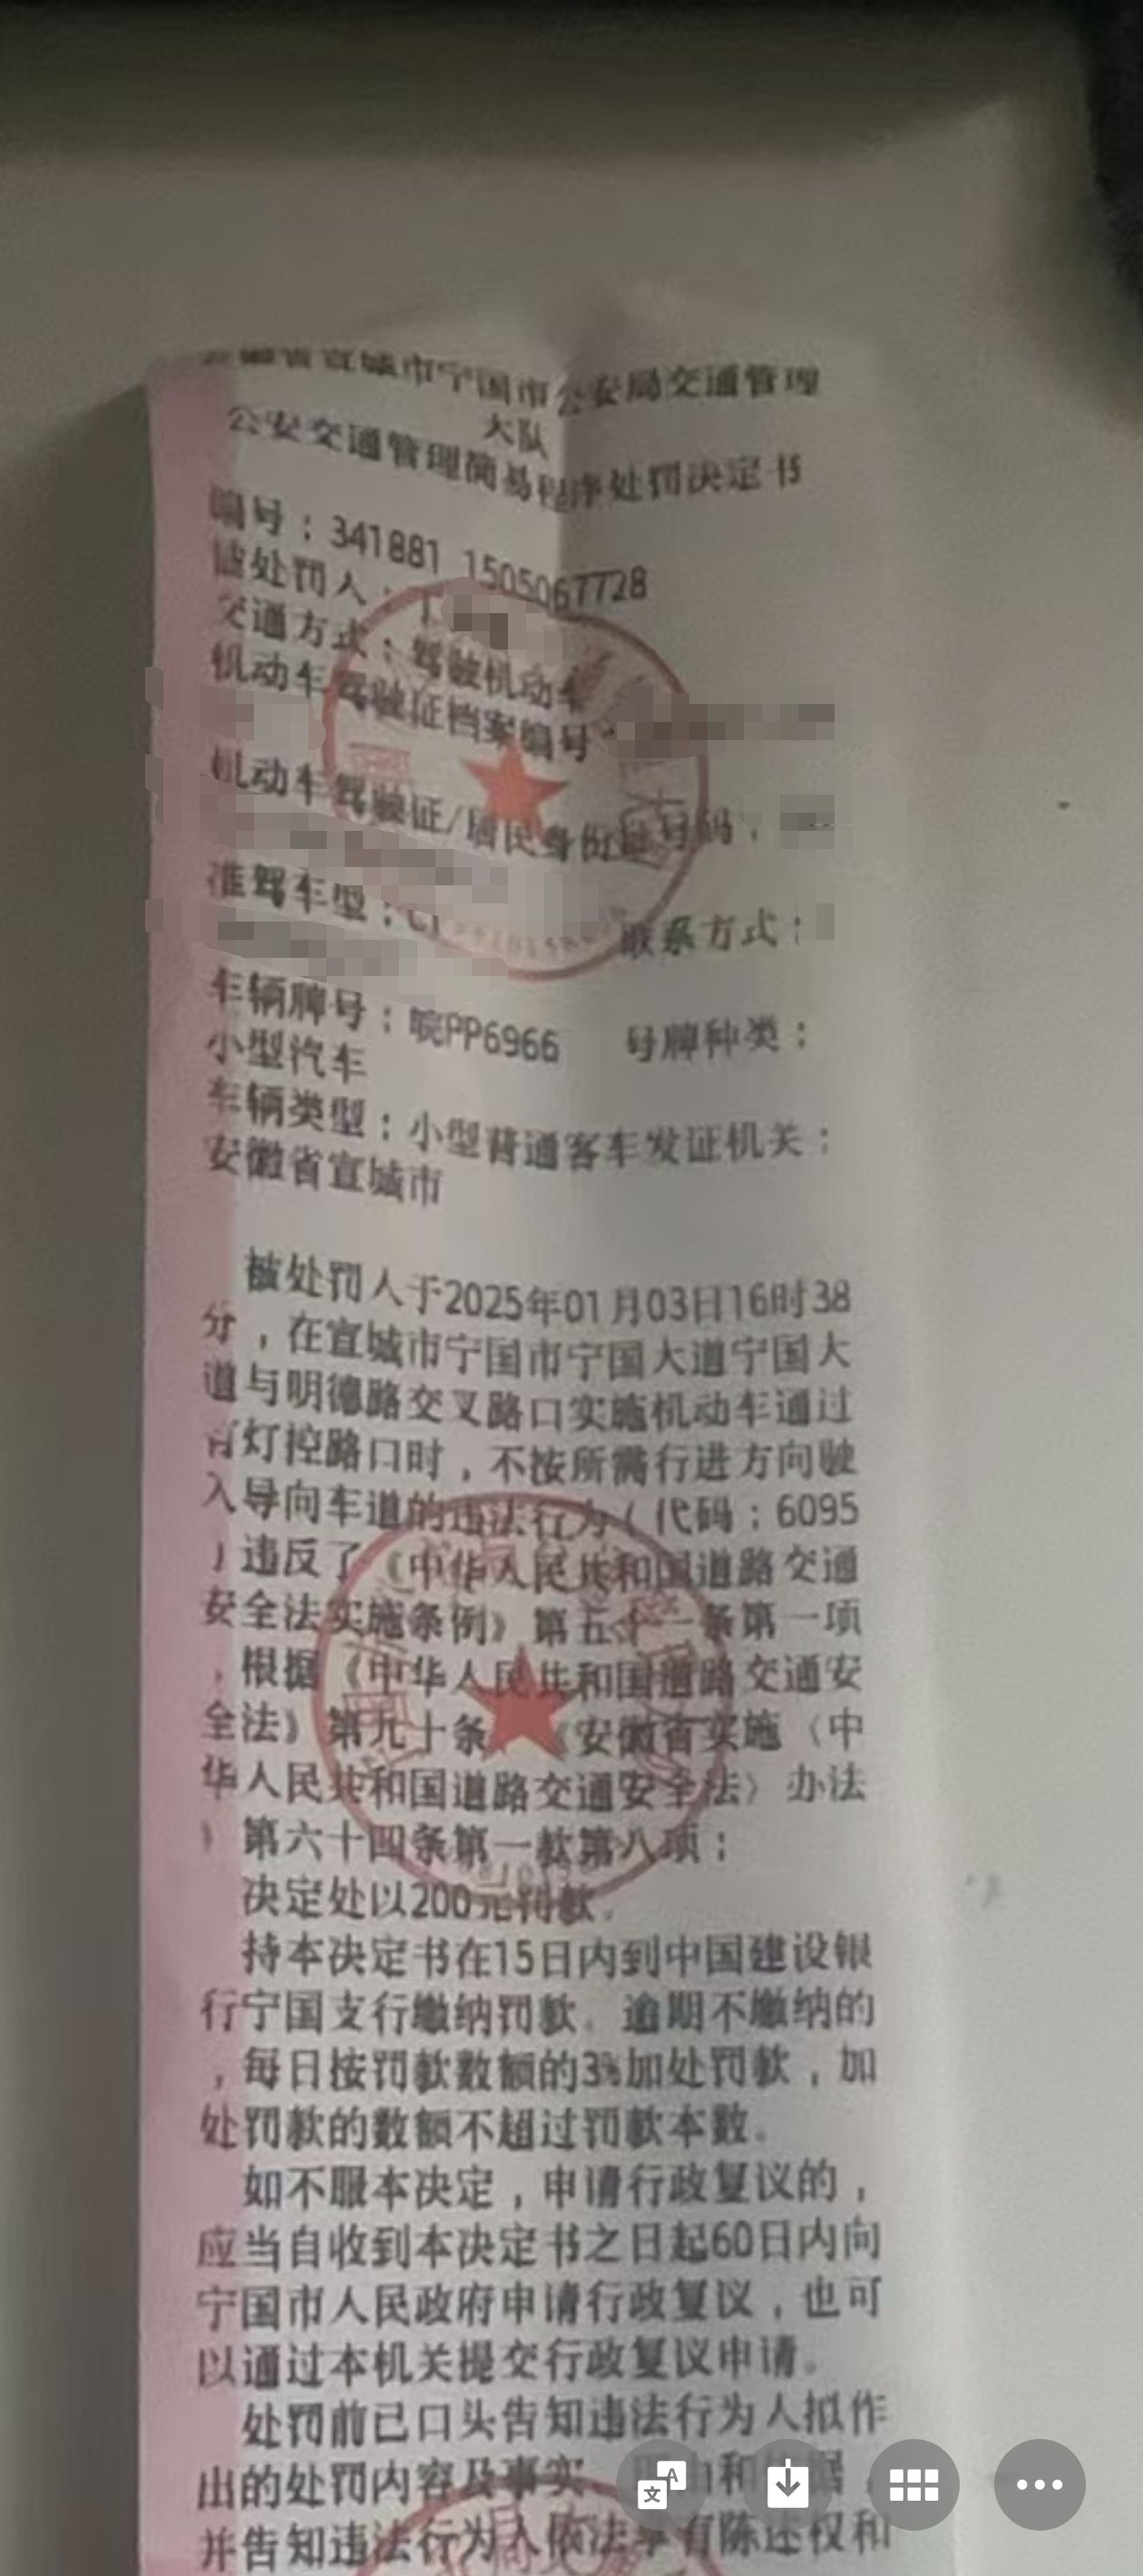 安徽省宣城市宁国市公安局交通管理
大队
公安交通管理简易程序处罚决定书
编号：341881 1505067728
被处罚人：
交通方式：驾驶机动车
机动车驾驶证档案编号：
机动车驾驶证/居民身份证号码：
准驾车型：C1 联系方式：
车辆牌号：皖PP6966 号牌种类：
小型汽车
车辆类型：小型普通客车发证机关：
安徽省宣城市
被处罚人于2025年01月03日16时38
分，在宣城市宁国市宁国大道宁国大
道与明德路交叉路口实施机动车通过
有灯控路口时，不按所需行进方向驶
入导向车道的违法行为（代码：6095
）违反了《中华人民共和国道路交通
安全法实施条例》第五十一条第一项
，根据《中华人民共和国道路交通安
全法》第九十条、《安徽省实施〈中
华人民共和国道路交通安全法〉办法
》第六十四条第一款第八项；
决定处以200元罚款。
持本决定书在15日内到中国建设银
行宁国支行缴纳罚款。逾期不缴纳的
，每日按罚款数额的3%加处罚款，加
处罚款的数额不超过罚款本数。
如不服本决定，申请行政复议的，
应当自收到本决定书之日起60日内向
宁国市人民政府申请行政复议，也可
以通过本机关提交行政复议申请。
处罚前已口头告知违法行为人拟作
出的处罚内容及事实、理由和依据，
并告知违法行为人依法享有陈述权和